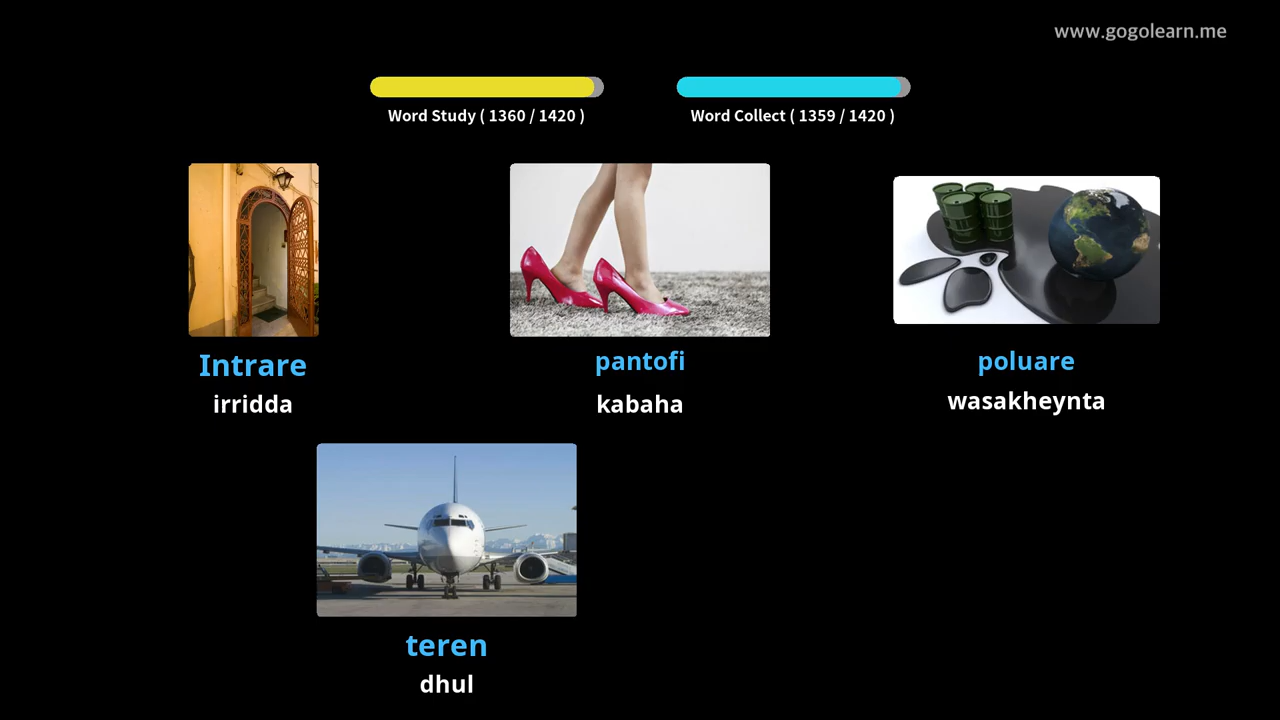 www.gogolearn.me
Word Study ( 1360 / 1420 )
Word Collect ( 1359 / 1420 )
Intrare
irridda
pantofi
kabaha
poluare
wasakheynta
teren
dhul